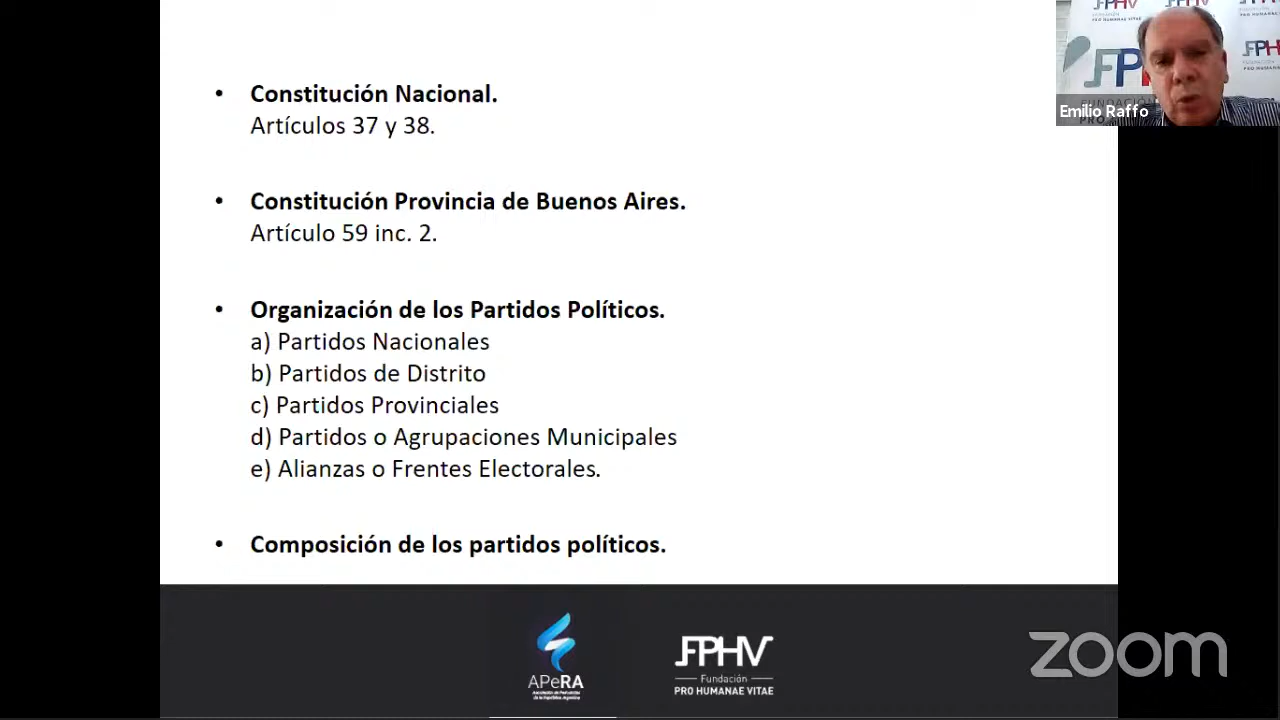 • Constitución Nacional.
Artículos 37 y 38.
• Constitución Provincia de Buenos Aires.
Artículo 59 inc. 2.
• Organización de los Partidos Políticos.
a) Partidos Nacionales
b) Partidos de Distrito
c) Partidos Provinciales
d) Partidos o Agrupaciones Municipales
e) Alianzas o Frentes Electorales.
• Composición de los partidos políticos.
Emilio Raffo
APeRA
FPHV
Fundación
PRO HUMANAE VITAE
zoom